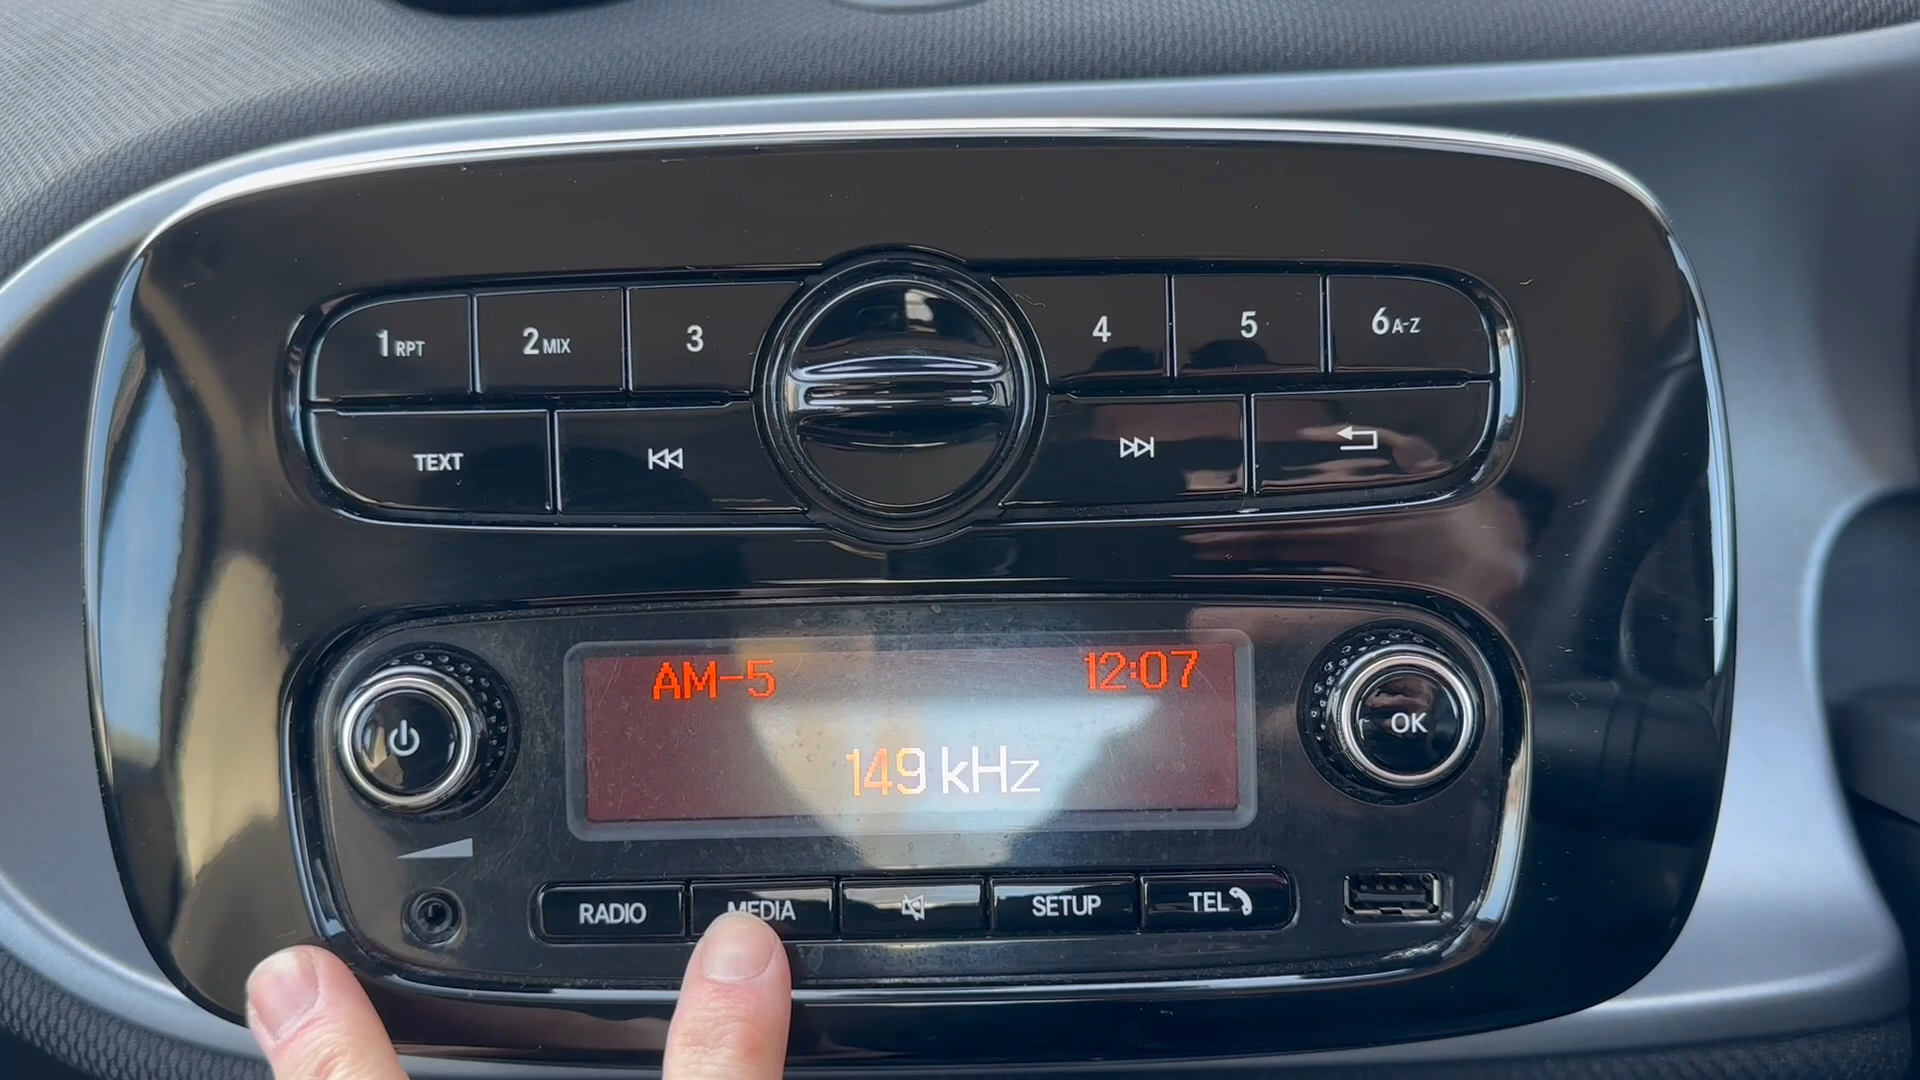 1 RPT 2 MIX 3 4 5 6 A-Z
TEXT
AM-5 12:07
149 kHz
OK
RADIO MEDIA SETUP TEL